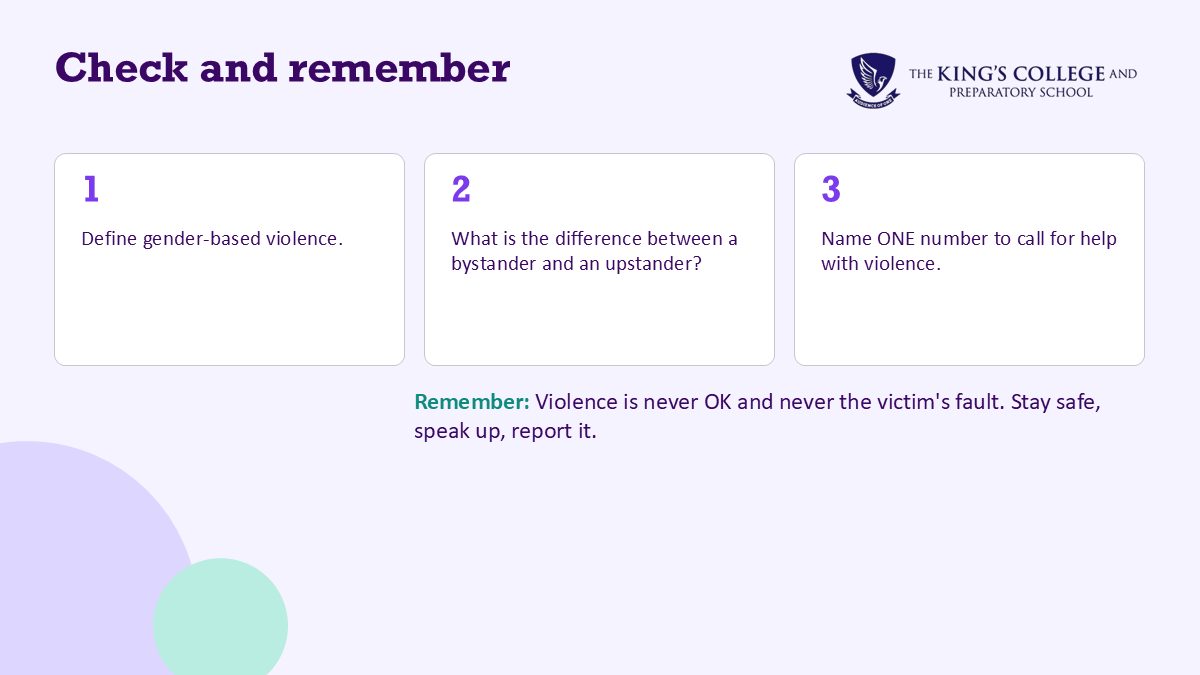 Check and remember
THE KING'S COLLEGE AND
PREPARATORY SCHOOL
1
Define gender-based violence.
2
What is the difference between a
bystander and an upstander?
3
Name ONE number to call for help
with violence.
Remember: Violence is never OK and never the victim's fault. Stay safe,
speak up, report it.